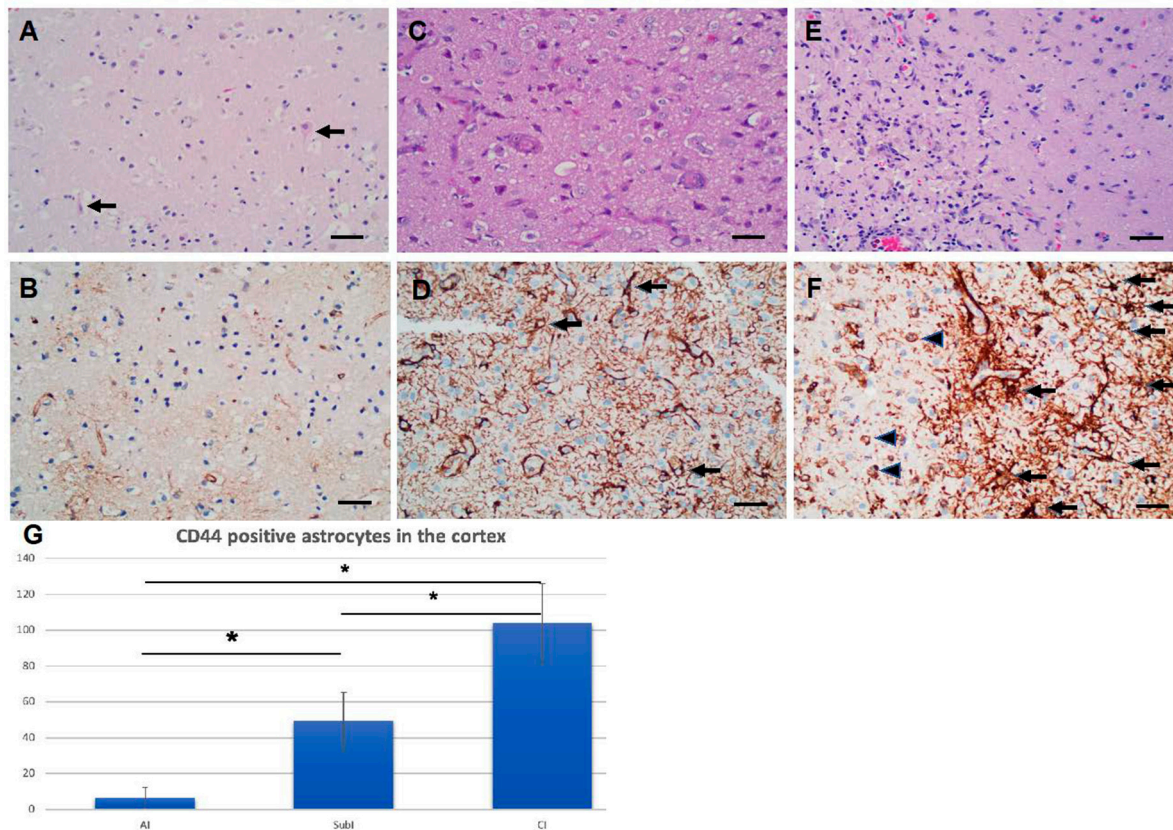 A
C
E
B
D
F
G
CD44 positive astrocytes in the cortex
140
120
100
80
60
40
20
0
*
*
*
AI
SubI
CI